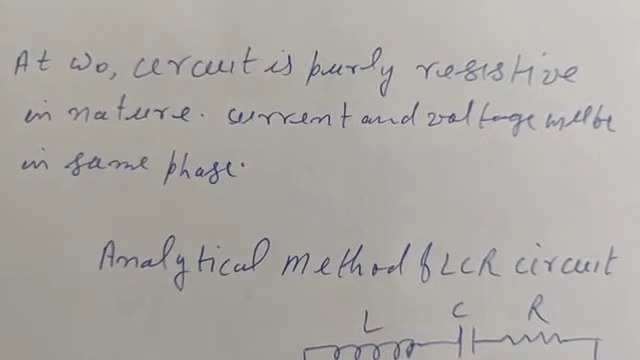 At ω₀, circuit is purly resistive
in nature. current and voltage will be
in same phase.
Analytical Method of LCR circuit
L C R